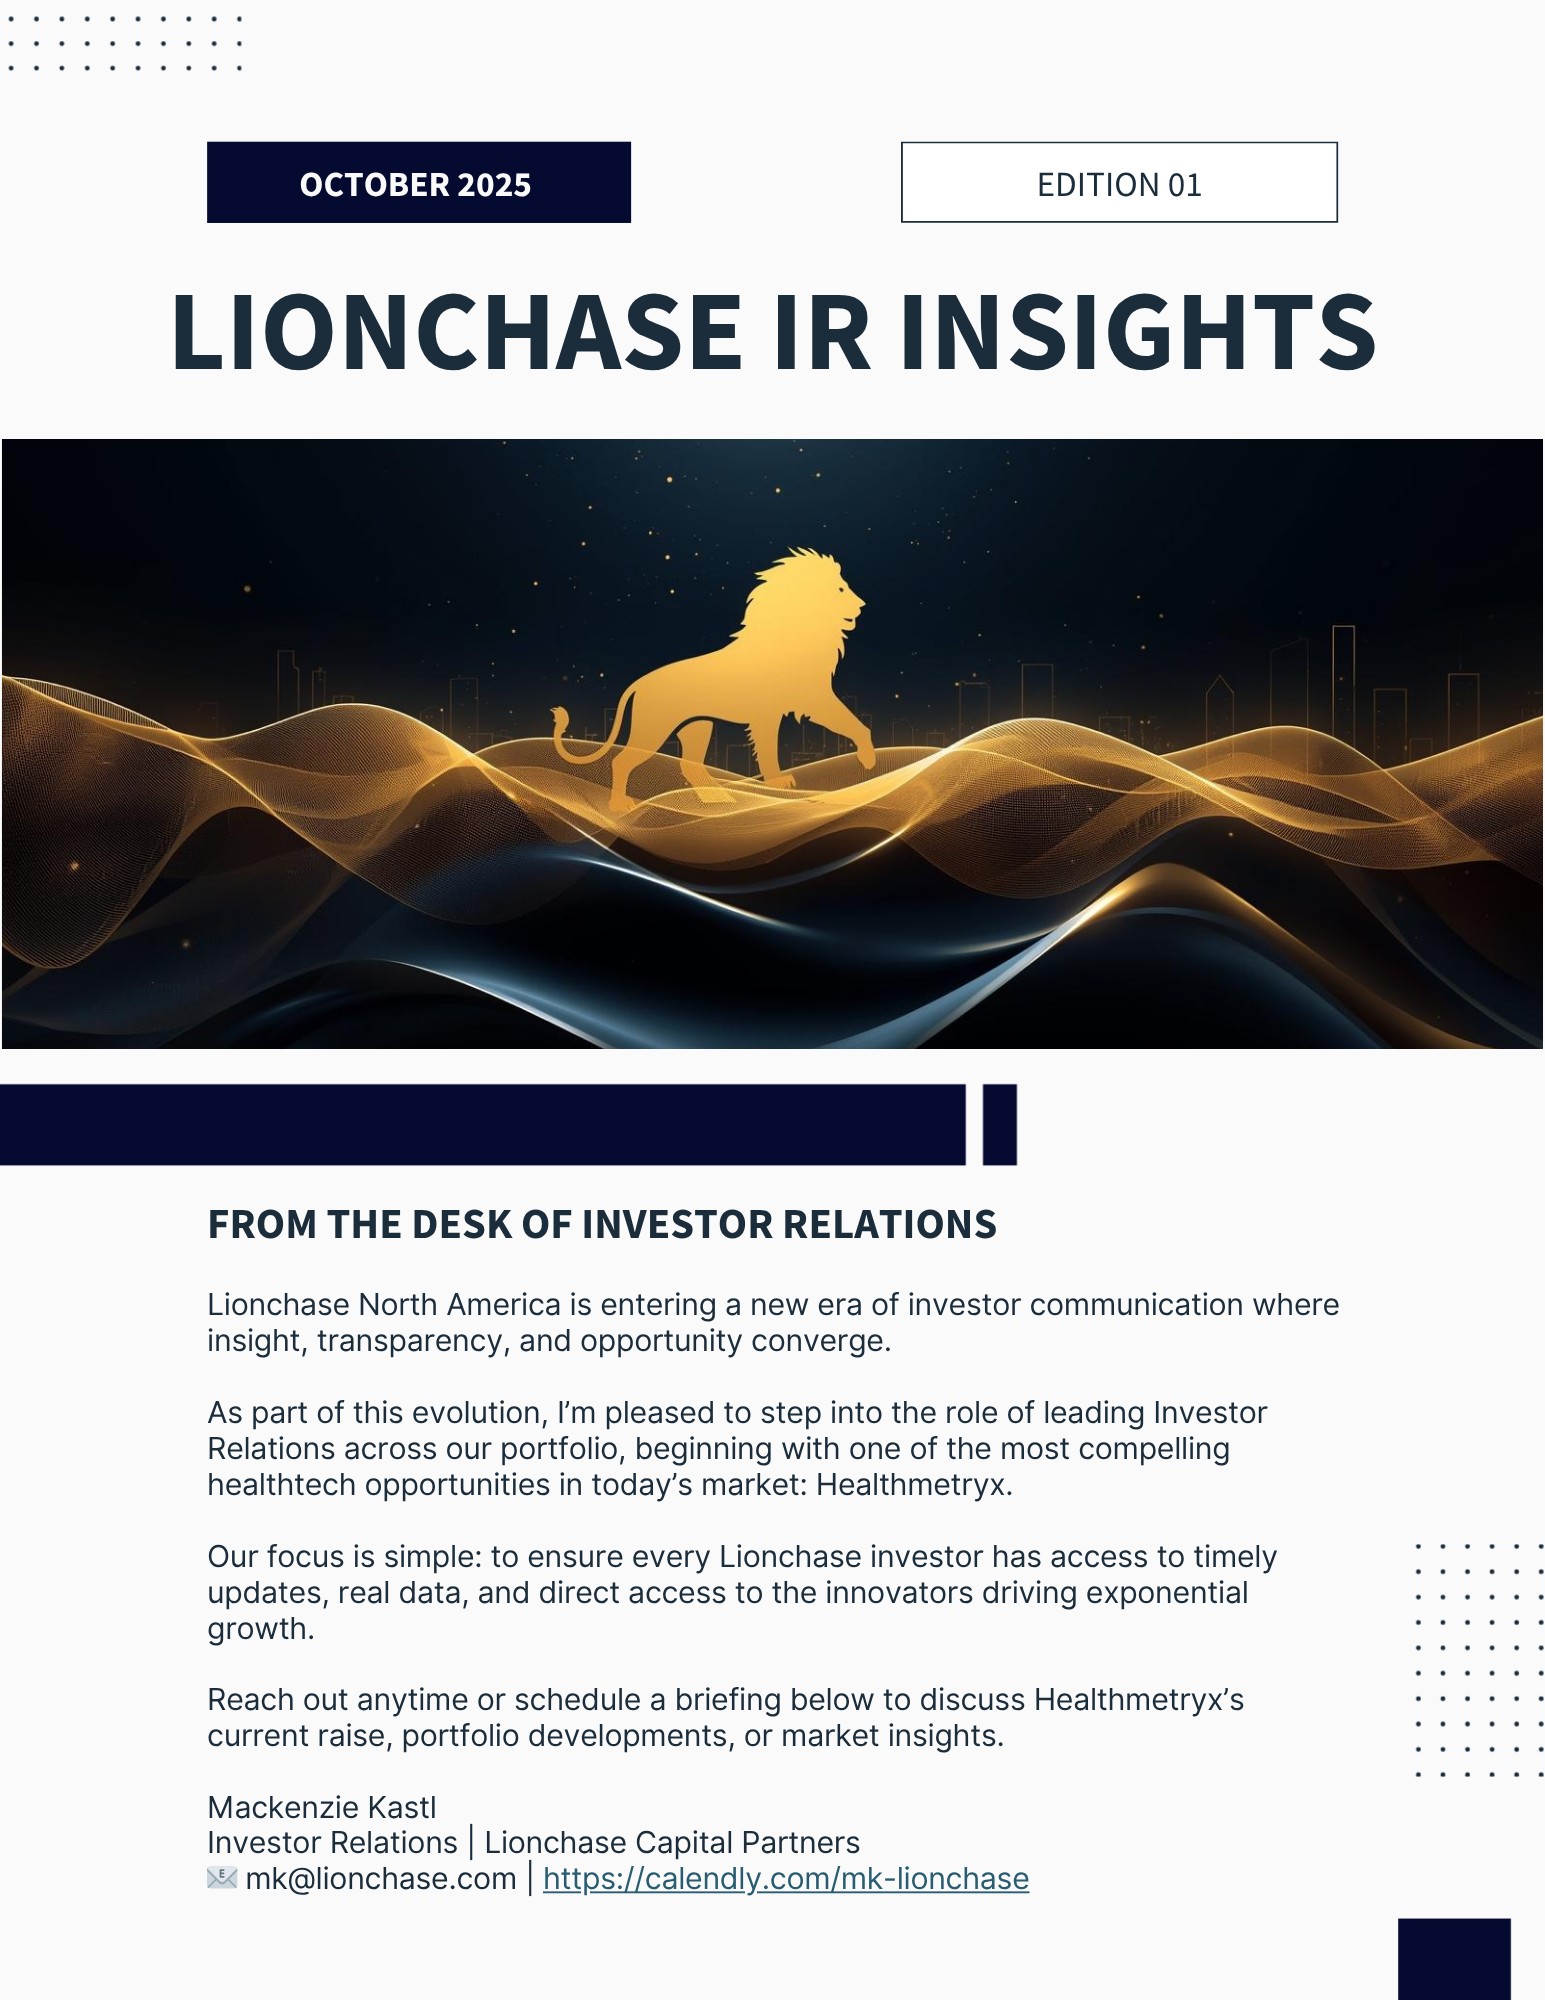 OCTOBER 2025
EDITION 01
LIONCHASE IR INSIGHTS
FROM THE DESK OF INVESTOR RELATIONS
Lionchase North America is entering a new era of investor communication where
insight, transparency, and opportunity converge.
As part of this evolution, I’m pleased to step into the role of leading Investor
Relations across our portfolio, beginning with one of the most compelling
healthtech opportunities in today’s market: Healthmetryx.
Our focus is simple: to ensure every Lionchase investor has access to timely
updates, real data, and direct access to the innovators driving exponential
growth.
Reach out anytime or schedule a briefing below to discuss Healthmetryx’s
current raise, portfolio developments, or market insights.
Mackenzie Kastl
Investor Relations | Lionchase Capital Partners
📧 mk@lionchase.com | https://calendly.com/mk-lionchase